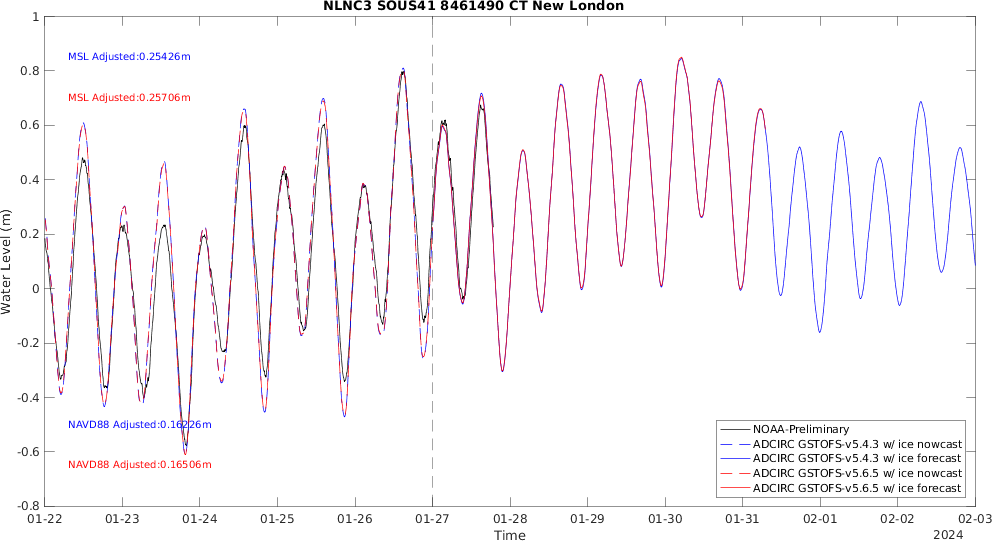 NLNC3 SOUS41 8461490 CT New London
1
0.8
0.6
0.4
0.2
0
-0.2
-0.4
-0.6
-0.8
Water Level (m)
MSL Adjusted:0.25426m
MSL Adjusted:0.25706m
NAVD88 Adjusted:0.16226m
NAVD88 Adjusted:0.16506m
NOAA-Preliminary
ADCIRC GSTOFS-v5.4.3 w/ ice nowcast
ADCIRC GSTOFS-v5.4.3 w/ ice forecast
ADCIRC GSTOFS-v5.6.5 w/ ice nowcast
ADCIRC GSTOFS-v5.6.5 w/ ice forecast
01-22 01-23 01-24 01-25 01-26 01-27 01-28 01-29 01-30 01-31 02-01 02-02 02-03
Time
2024